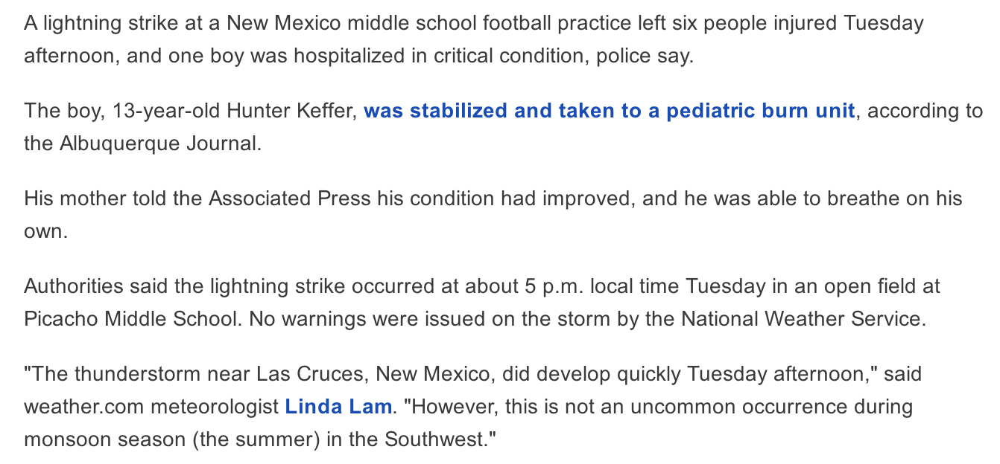 A lightning strike at a New Mexico middle school football practice left six people injured Tuesday
afternoon, and one boy was hospitalized in critical condition, police say.
The boy, 13-year-old Hunter Keffer, was stabilized and taken to a pediatric burn unit, according to
the Albuquerque Journal.
His mother told the Associated Press his condition had improved, and he was able to breathe on his
own.
Authorities said the lightning strike occurred at about 5 p.m. local time Tuesday in an open field at
Picacho Middle School. No warnings were issued on the storm by the National Weather Service.
"The thunderstorm near Las Cruces, New Mexico, did develop quickly Tuesday afternoon," said
weather.com meteorologist Linda Lam. "However, this is not an uncommon occurrence during
monsoon season (the summer) in the Southwest."